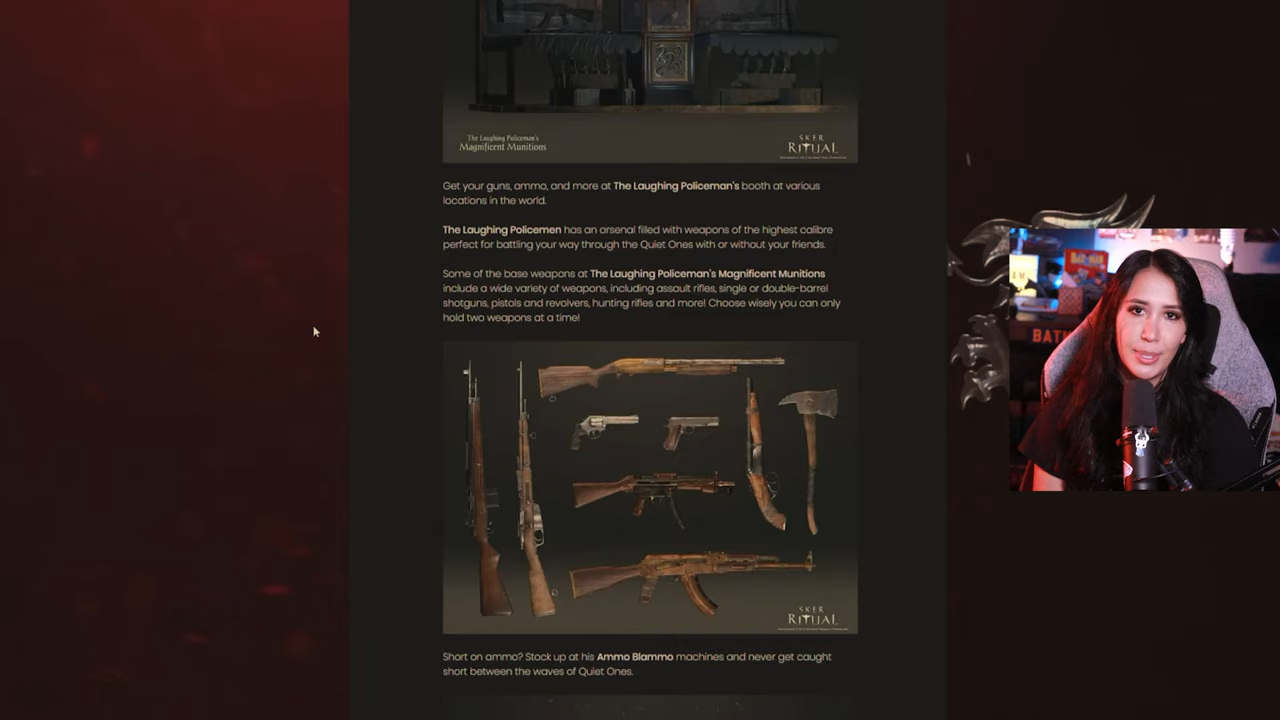 The Laughing Policeman's
Magnificent Munitions
SKER
RITUAL
Get your guns, ammo, and more at The Laughing Policeman's booth at various
locations in the world.
The Laughing Policemen has an arsenal filled with weapons of the highest calibre
perfect for battling your way through the Quiet Ones with or without your friends.
Some of the base weapons at The Laughing Policeman's Magnificent Munitions
include a wide variety of weapons, including assault rifles, single or double-barrel
shotguns, pistols and revolvers, hunting rifles and more! Choose wisely you can only
hold two weapons at a time!
BAT-MAN
BATM
SKER
RITUAL
Short on ammo? Stock up at his Ammo Blammo machines and never get caught
short between the waves of Quiet Ones.